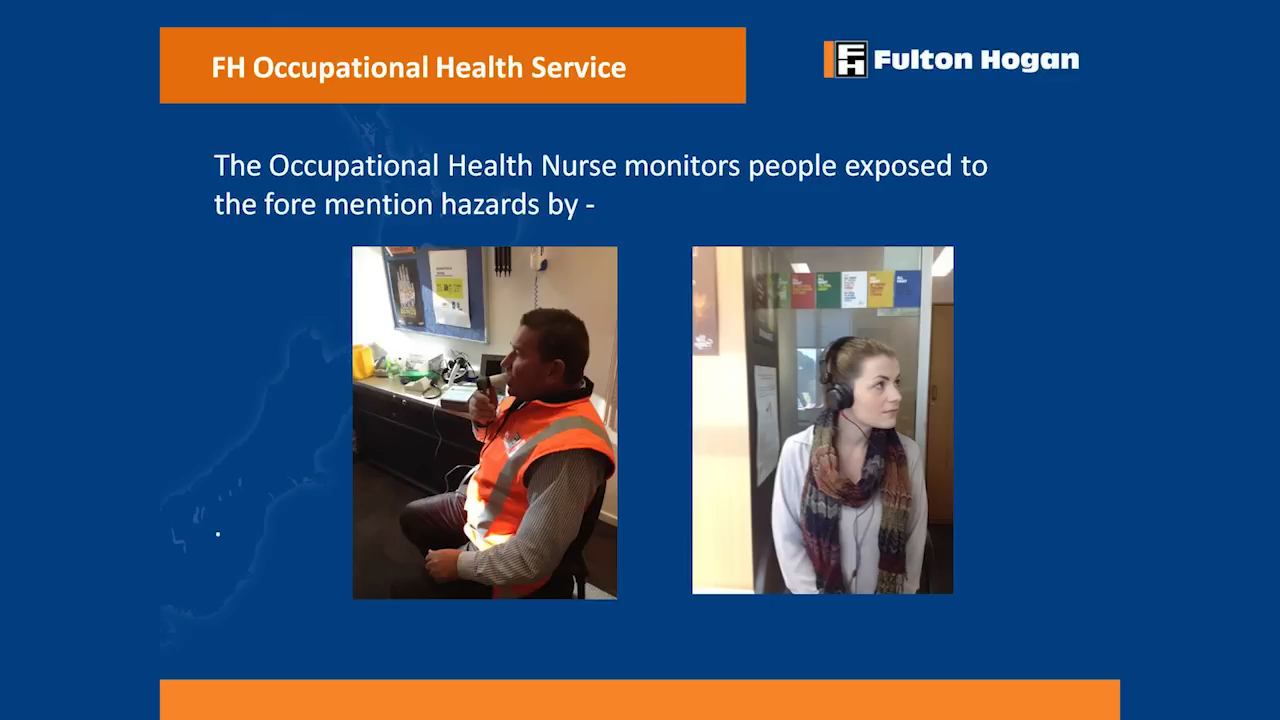 FH Occupational Health Service
FH Fulton Hogan
The Occupational Health Nurse monitors people exposed to
the fore mention hazards by -